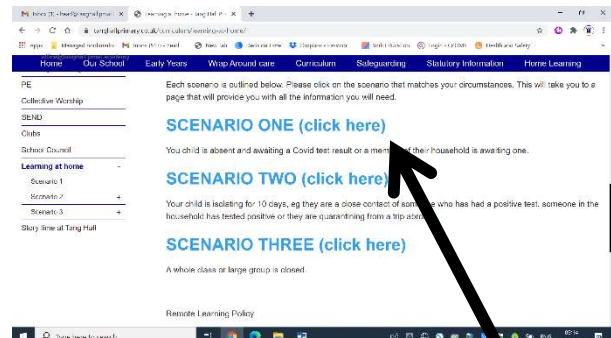 Home Our School Early Years Wrap Around care Curriculum Safeguarding Statutory Information Home Learning
PE
Collective Worship
SEND
Clubs
School Council
Learning at home -
Scenario 1
Scenario 2 +
Scenario 3 +
Story time at Tang Hall
Each scenario is outlined below. Please click on the scenario that matches your circumstances. This will take you to a
page that will provide you with all the information you will need.
SCENARIO ONE (click here)
You child is absent and awaiting a Covid test result or a member of their household is awaiting one.
SCENARIO TWO (click here)
Your child is isolating for 10 days, eg they are a close contact of someone who has had a positive test, someone in the
household has tested positive or they are quarantining from a trip abroad
SCENARIO THREE (click here)
A whole class or large group is closed.
Remote Learning Policy
Type here to search